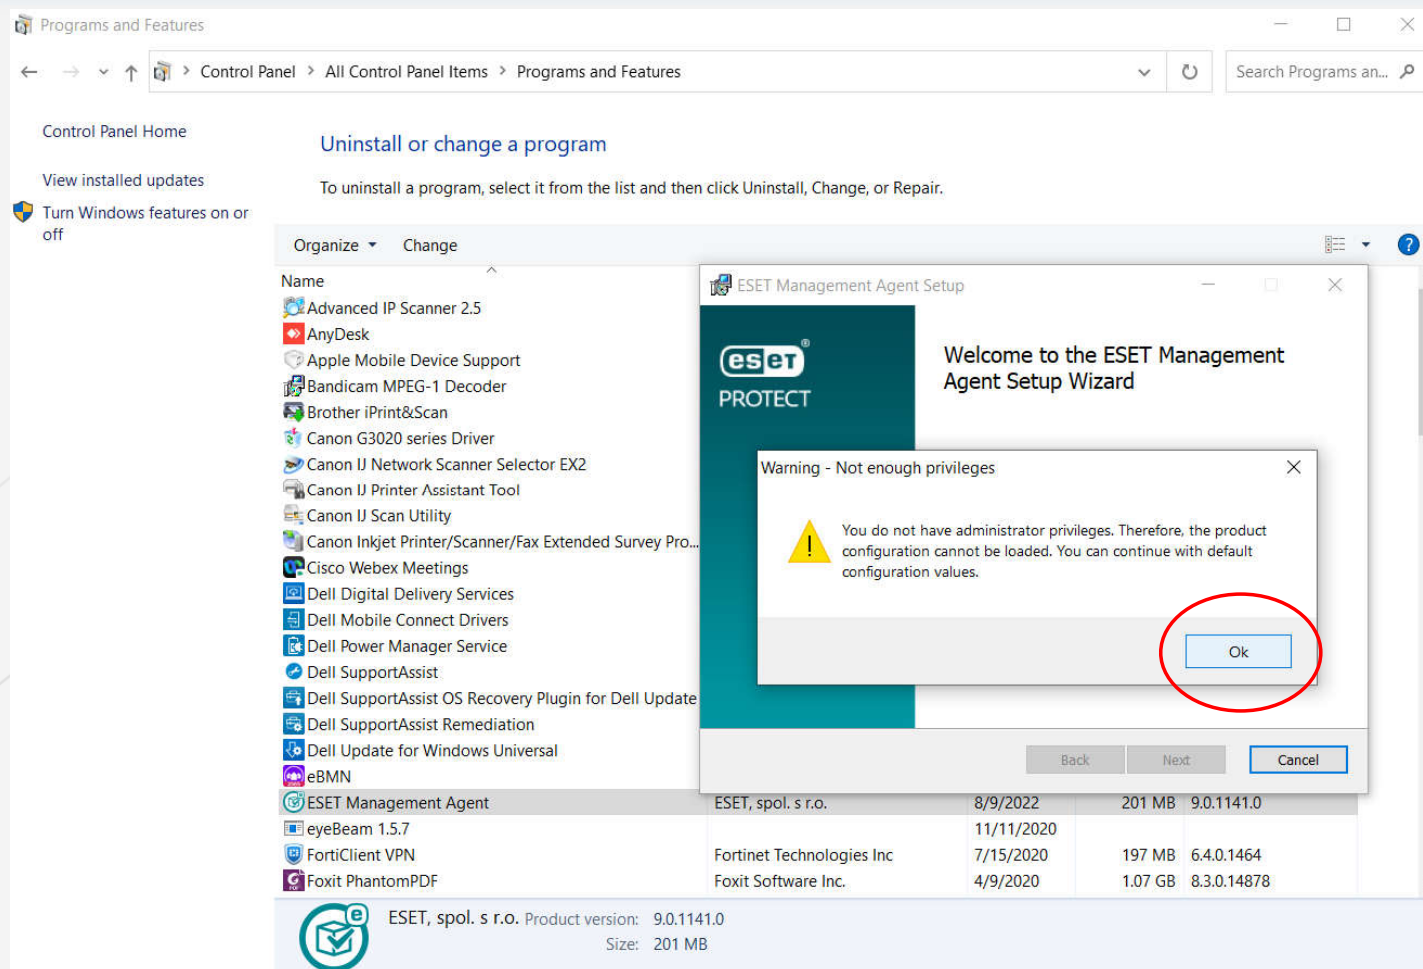 Programs and Features
Control Panel > All Control Panel Items > Programs and Features
Search Programs an...
Control Panel Home
View installed updates
Turn Windows features on or
off
Uninstall or change a program
To uninstall a program, select it from the list and then click Uninstall, Change, or Repair.
Organize
Change
Name
Advanced IP Scanner 2.5
AnyDesk
Apple Mobile Device Support
Bandicam MPEG-1 Decoder
Brother iPrint&Scan
Canon G3020 series Driver
Canon IJ Network Scanner Selector EX2
Canon IJ Printer Assistant Tool
Canon IJ Scan Utility
Canon Inkjet Printer/Scanner/Fax Extended Survey Pro...
Cisco Webex Meetings
Dell Digital Delivery Services
Dell Mobile Connect Drivers
Dell Power Manager Service
Dell SupportAssist
Dell SupportAssist OS Recovery Plugin for Dell Update
Dell SupportAssist Remediation
Dell Update for Windows Universal
eBMN
ESET Management Agent ESET, spol. s r.o. 8/9/2022 201 MB 9.0.1141.0
eyeBeam 1.5.7 11/11/2020
FortiClient VPN Fortinet Technologies Inc 7/15/2020 197 MB 6.4.0.1464
Foxit PhantomPDF Foxit Software Inc. 4/9/2020 1.07 GB 8.3.0.14878
ESET Management Agent Setup
eset®
PROTECT
Welcome to the ESET Management
Agent Setup Wizard
Warning - Not enough privileges
You do not have administrator privileges. Therefore, the product
configuration cannot be loaded. You can continue with default
configuration values.
Ok
Back
Next
Cancel
ESET, spol. s r.o. Product version: 9.0.1141.0
Size: 201 MB